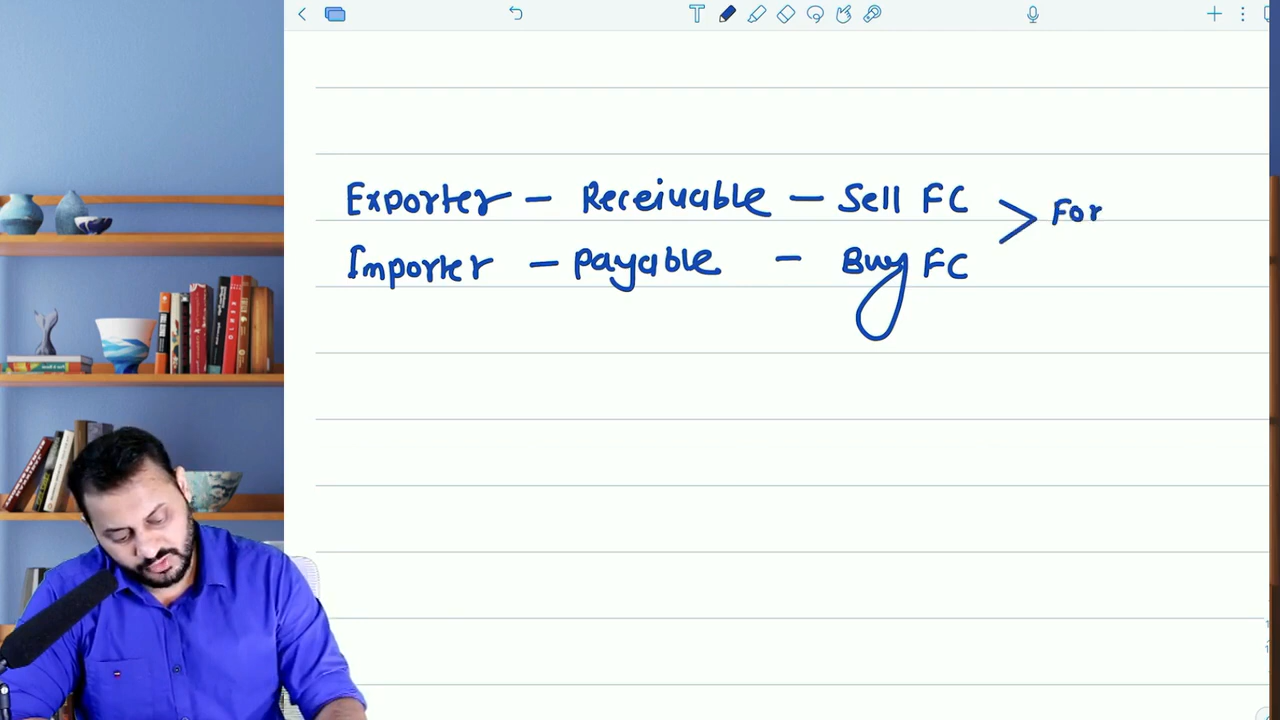 Exporter - Receivable - Sell FC > For
Importer - Payable - Buy FC